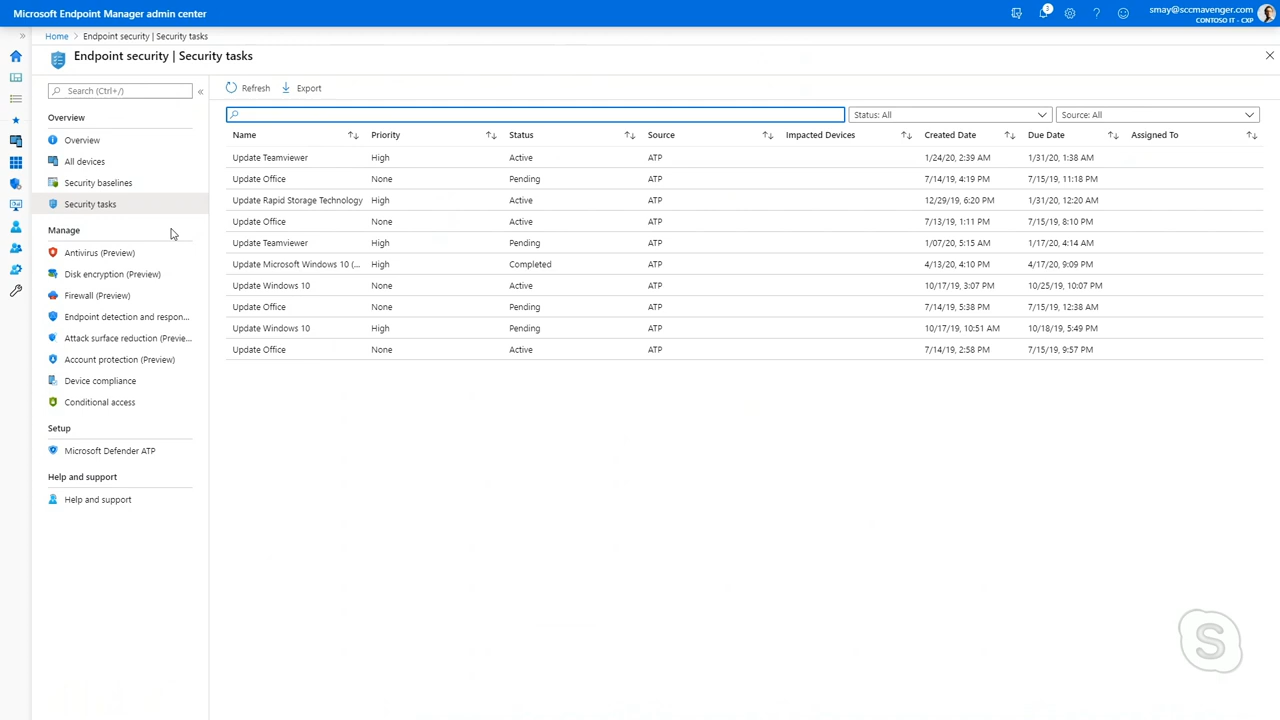 Microsoft Endpoint Manager admin center
3
smay@sccmavenger.com
CONTOSO IT - CXP
Home > Endpoint security | Security tasks
Endpoint security | Security tasks
Search (Ctrl+/)
Overview
Overview
All devices
Security baselines
Security tasks
Manage
Antivirus (Preview)
Disk encryption (Preview)
Firewall (Preview)
Endpoint detection and respon...
Attack surface reduction (Previe...
Account protection (Preview)
Device compliance
Conditional access
Setup
Microsoft Defender ATP
Help and support
Help and support
Refresh Export
Status: All Source: All
Name Priority Status Source Impacted Devices Created Date Due Date Assigned To
Update Teamviewer High Active ATP 1/24/20, 2:39 AM 1/31/20, 1:38 AM
Update Office None Pending ATP 7/14/19, 4:19 PM 7/15/19, 11:18 PM
Update Rapid Storage Technology High Active ATP 12/29/19, 6:20 PM 1/31/20, 12:20 AM
Update Office None Active ATP 7/13/19, 1:11 PM 7/15/19, 8:10 PM
Update Teamviewer High Pending ATP 1/07/20, 5:15 AM 1/17/20, 4:14 AM
Update Microsoft Windows 10 (... High Completed ATP 4/13/20, 4:10 PM 4/17/20, 9:09 PM
Update Windows 10 None Active ATP 10/17/19, 3:07 PM 10/25/19, 10:07 PM
Update Office None Pending ATP 7/14/19, 5:38 PM 7/15/19, 12:38 AM
Update Windows 10 High Pending ATP 10/17/19, 10:51 AM 10/18/19, 5:49 PM
Update Office None Active ATP 7/14/19, 2:58 PM 7/15/19, 9:57 PM
S